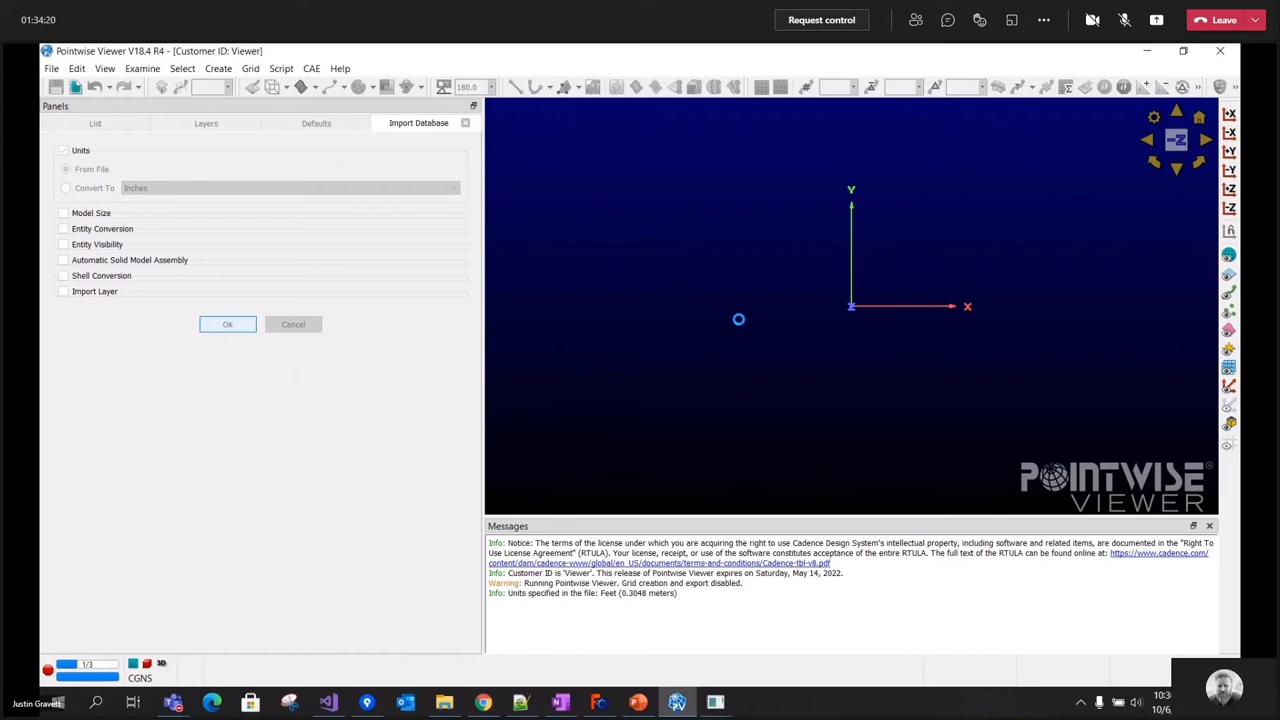 01:34:20
Request control
Leave
Pointwise Viewer V18.4 R4 - [Customer ID: Viewer]
File Edit View Examine Select Create Grid Script CAE Help
180.0
Panels
List Layers Defaults Import Database
Units
From File
Convert To Inches
Model Size
Entity Conversion
Entity Visibility
Automatic Solid Model Assembly
Shell Conversion
Import Layer
OK Cancel
Y
Z
X
-Z
+X
-X
+Y
-Y
+Z
-Z
POINTWISE®
VIEWER
Messages
Info: Notice: The terms of the license under which you are acquiring the right to use Cadence Design System's intellectual property, including software and related items, are documented in the "Right To
Use License Agreement" (RTULA). Your license, receipt, or use of the software constitutes acceptance of the entire RTULA. The full text of the RTULA can be found online at: https://www.cadence.com/
content/dam/cadence-www/global/en_US/documents/terms-and-conditions/Cadence-tbl-v8.pdf
Info: Customer ID is 'Viewer'. This release of Pointwise Viewer expires on Saturday, May 14, 2022.
Warning: Running Pointwise Viewer. Grid creation and export disabled.
Info: Units specified in the file: Feet (0.3048 meters)
1/3
3D
CGNS
Justin Gravett
10:3
10/6